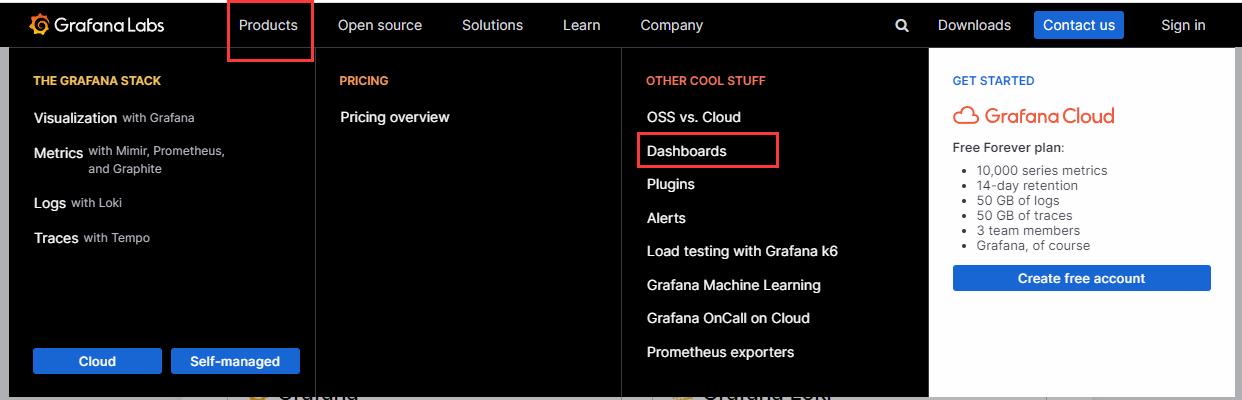 Grafana Labs
Products
Open source
Solutions
Learn
Company
Downloads
Contact us
Sign in
THE GRAFANA STACK
Visualization with Grafana
Metrics with Mimir, Prometheus,
and Graphite
Logs with Loki
Traces with Tempo
Cloud
Self-managed
PRICING
Pricing overview
OTHER COOL STUFF
OSS vs. Cloud
Dashboards
Plugins
Alerts
Load testing with Grafana k6
Grafana Machine Learning
Grafana OnCall on Cloud
Prometheus exporters
GET STARTED
Grafana Cloud
Free Forever plan:
10,000 series metrics
14-day retention
50 GB of logs
50 GB of traces
3 team members
Grafana, of course
Create free account